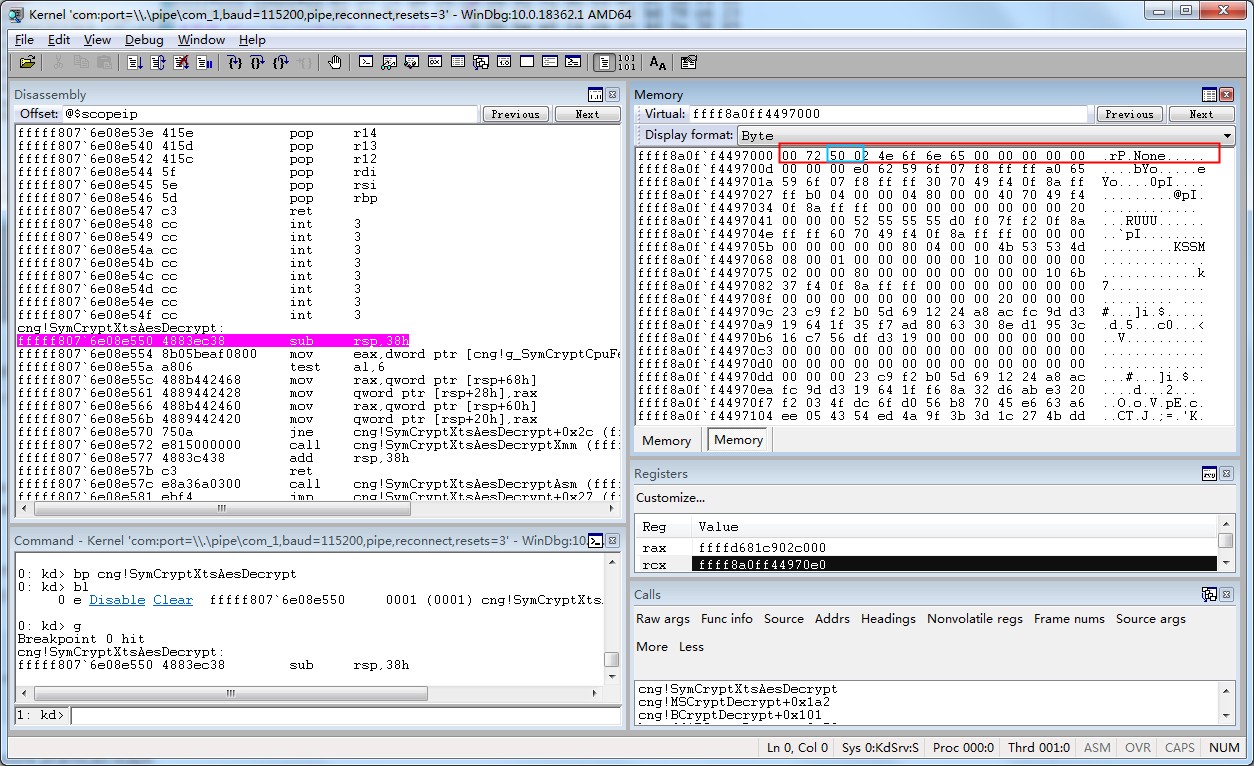 Kernel 'com:port=\\.\pipe\com_1,baud=115200,pipe,reconnect,resets=3' - WinDbg:10.0.18362.1 AMD64
File Edit View Debug Window Help
Disassembly
Offset: @$scopeip Previous Next
fffff807`6e08e53e 415e pop r14
fffff807`6e08e540 415d pop r13
fffff807`6e08e542 415c pop r12
fffff807`6e08e544 5f pop rdi
fffff807`6e08e545 5e pop rsi
fffff807`6e08e546 5d pop rbp
fffff807`6e08e547 c3 ret
fffff807`6e08e548 cc int 3
fffff807`6e08e549 cc int 3
fffff807`6e08e54a cc int 3
fffff807`6e08e54b cc int 3
fffff807`6e08e54c cc int 3
fffff807`6e08e54d cc int 3
fffff807`6e08e54e cc int 3
fffff807`6e08e54f cc int 3
cng!SymCryptXtsAesDecrypt:
fffff807`6e08e550 4883ec38 sub rsp,38h
fffff807`6e08e554 8b05beaf0800 mov eax,dword ptr [cng!g_SymCryptCpuFe
fffff807`6e08e55a a806 test al,6
fffff807`6e08e55c 488b442468 mov rax,qword ptr [rsp+68h]
fffff807`6e08e561 4889442428 mov qword ptr [rsp+28h],rax
fffff807`6e08e566 488b442460 mov rax,qword ptr [rsp+60h]
fffff807`6e08e56b 4889442420 mov qword ptr [rsp+20h],rax
fffff807`6e08e570 750a jne cng!SymCryptXtsAesDecrypt+0x2c (ff
fffff807`6e08e572 e815000000 call cng!SymCryptXtsAesDecryptXmm (ffff
fffff807`6e08e577 4883c438 add rsp,38h
fffff807`6e08e57b c3 ret
fffff807`6e08e57c e8a36a0300 call cng!SymCryptXtsAesDecryptAsm (ffff
fffff807`6e08e581 ebf4 jmp cng!SymCryptXtsAesDecrypt+0x27 (ff
Command - Kernel 'com:port=\\.\pipe\com_1,baud=115200,pipe,reconnect,resets=3' - WinDbg:10.
0: kd> bp cng!SymCryptXtsAesDecrypt
0: kd> bl
0 e Disable Clear fffff807`6e08e550 0001 (0001) cng!SymCryptXts
0: kd> g
Breakpoint 0 hit
cng!SymCryptXtsAesDecrypt:
fffff807`6e08e550 4883ec38 sub rsp,38h
1: kd>
Memory
Virtual: ffff8a0ff4497000 Previous Next
Display format: Byte
ffff8a0f`f4497000 00 72 50 02 4e 6f 6e 65 00 00 00 00 00 .rP.None.....
ffff8a0f`f449700d 00 00 00 e0 62 59 6f 07 f8 ff ff a0 65 ....bYo.....e
ffff8a0f`f449701a 59 6f 07 f8 ff ff 30 70 49 f4 0f 8a ff Yo....0pI....
ffff8a0f`f4497027 ff b0 04 00 00 04 80 00 00 40 70 49 f4 .........@pI.
ffff8a0f`f4497034 0f 8a ff ff 00 00 00 00 00 00 00 00 20 ............
ffff8a0f`f4497041 00 00 00 52 55 55 55 d0 f0 7f f2 0f 8a ...RUUU......
ffff8a0f`f449704e ff ff 60 70 49 f4 0f 8a ff ff 00 00 00 ..`pI........
ffff8a0f`f449705b 00 00 00 00 00 80 04 00 00 4b 53 53 4d .........KSSM
ffff8a0f`f4497068 08 00 01 00 00 00 00 00 10 00 00 00 00 .............
ffff8a0f`f4497075 02 00 00 80 00 00 00 00 00 00 00 10 6b ............k
ffff8a0f`f4497082 37 f4 0f 8a ff ff 00 00 00 00 00 00 00 7............
ffff8a0f`f449708f 00 00 00 00 00 00 00 00 20 00 00 00 00 ........ ....
ffff8a0f`f449709c 23 c9 f2 b0 5d 69 12 24 a8 ac fc 9d d3 #...]i.$.....
ffff8a0f`f44970a9 19 64 1f 35 f7 ad 80 63 30 8e d1 95 3c .d.5...c0...<
ffff8a0f`f44970b6 16 c7 56 df d3 00 00 00 00 00 00 00 00 ..V..........
ffff8a0f`f44970c3 00 00 00 00 00 00 00 00 00 00 00 00 00 .............
ffff8a0f`f44970d0 00 00 00 00 00 00 00 00 00 00 00 00 00 .............
ffff8a0f`f44970dd 00 00 00 23 c9 f2 b0 5d 69 12 24 a8 ac ...#...]i.$..
ffff8a0f`f44970ea fc 9d d3 19 64 1f f6 8a 32 d6 ab e3 20 ....d...2...
ffff8a0f`f44970f7 f2 03 4f dc 6f d0 56 b8 70 45 e6 63 a6 ..O.o.V.pE.c.
ffff8a0f`f4497104 ee 05 43 54 ed 4a 9f 3b 3d 1c 27 4b dd ..CT.J.;=.'K.
Memory Memory
Registers
Customize...
Reg Value
rax ffffd681c902c000
rcx ffff8a0ff44970e0
Calls
Raw args Func info Source Addrs Headings Nonvolatile regs Frame nums Source args
More Less
cng!SymCryptXtsAesDecrypt
cng!MSCryptDecrypt+0x1a2
cng!BCryptDecrypt+0x101
Ln 0, Col 0 Sys 0:KdSrv:S Proc 000:0 Thrd 001:0 ASM OVR CAPS NUM